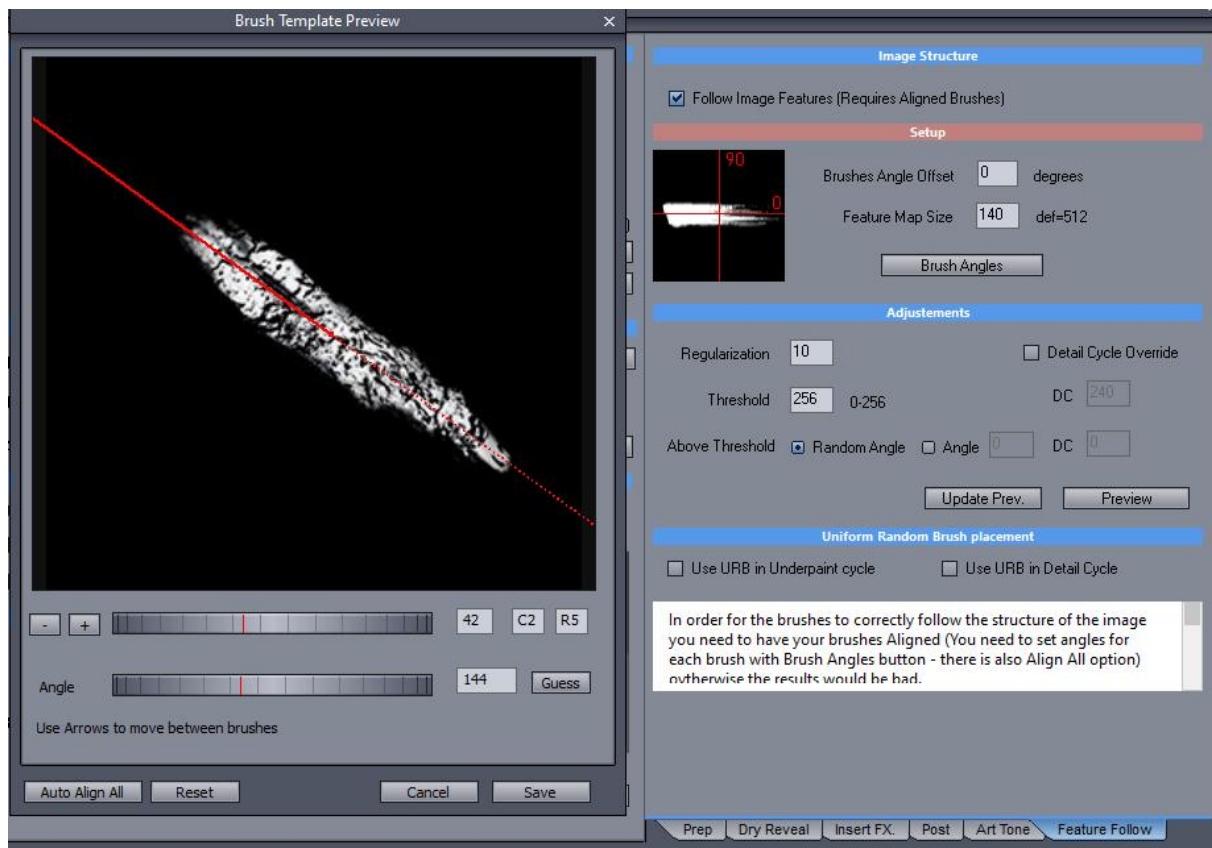 Brush Template Preview
- +
42 C2 R5
Angle 144 Guess
Use Arrows to move between brushes
Auto Align All Reset Cancel Save
Image Structure
Follow Image Features (Requires Aligned Brushes)
Setup
90
0
Brushes Angle Offset 0 degrees
Feature Map Size 140 def=512
Brush Angles
Adjustements
Regularization 10 Detail Cycle Override
Threshold 256 0-256 DC 240
Above Threshold Random Angle Angle 0 DC 0
Update Prev. Preview
Uniform Random Brush placement
Use URB in Underpaint cycle Use URB in Detail Cycle
In order for the brushes to correctly follow the structure of the image
you need to have your brushes Aligned (You need to set angles for
each brush with Brush Angles button - there is also Align All option)
oytherwise the results would be bad.
Prep Dry Reveal Insert FX. Post Art Tone Feature Follow